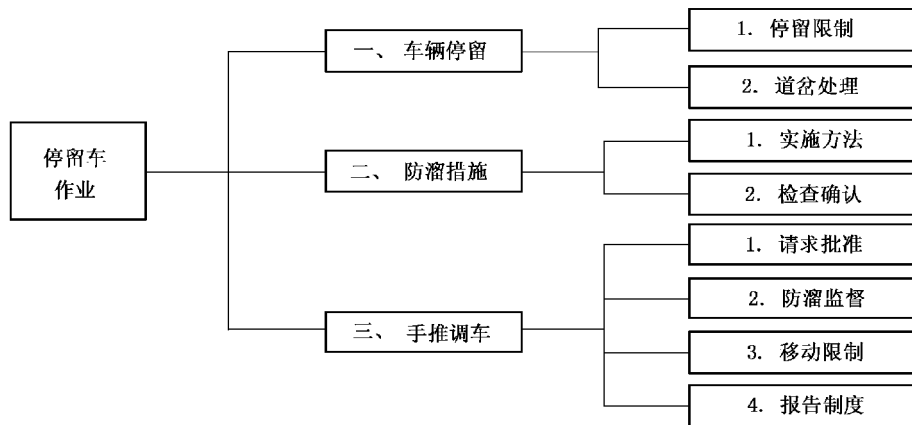 停留车
作业
一、 车辆停留
1. 停留限制
2. 道岔处理
二、 防溜措施
1. 实施方法
2. 检查确认
三、 手推调车
1. 请求批准
2. 防溜监督
3. 移动限制
4. 报告制度